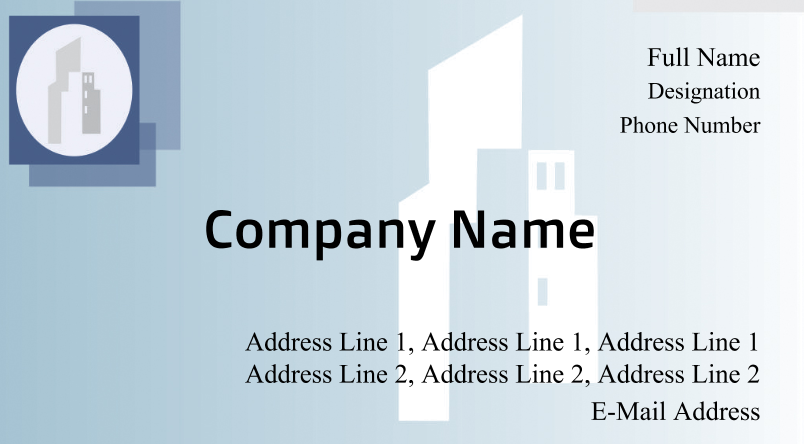 Full Name
Designation
Phone Number
Company Name
Address Line 1, Address Line 1, Address Line 1
Address Line 2, Address Line 2, Address Line 2
E-Mail Address